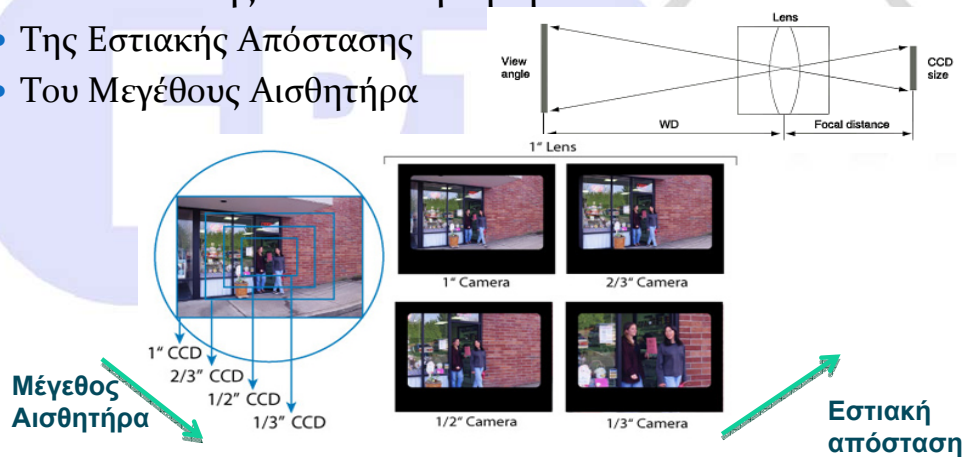 • Της Εστιακής Απόστασης
• Του Μεγέθους Αισθητήρα
Lens
View
angle
CCD
size
WD
Focal distance
1" Lens
1" Camera
2/3" Camera
1" CCD
2/3" CCD
1/2" CCD
1/3" CCD
1/2" Camera
1/3" Camera
Μέγεθος
Αισθητήρα
Εστιακή
απόσταση